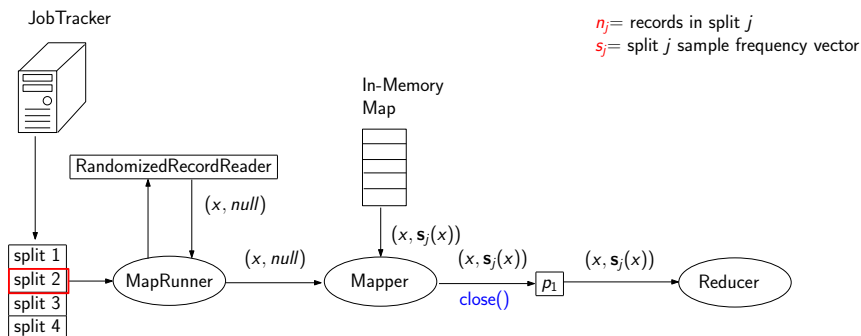 JobTracker
n_j= records in split j
s_j= split j sample frequency vector
In-Memory
Map
RandomizedRecordReader
(x, null)
(x, s_j(x))
split 1
split 2
split 3
split 4
MapRunner
(x, null)
Mapper
(x, s_j(x))
close()
p_1
(x, s_j(x))
Reducer